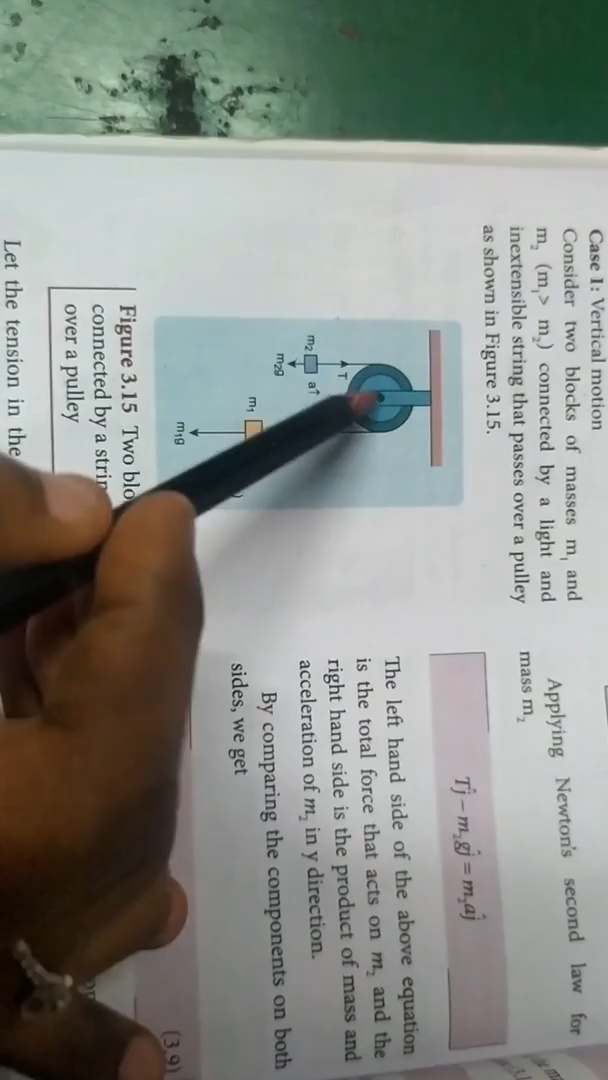 Case 1: Vertical motion
Consider two blocks of masses m₁ and
m₂ (m₁> m₂) connected by a light and
inextensible string that passes over a pulley
as shown in Figure 3.15.
T
m₂
a↑
m₂g
m₁
m₁g
Figure 3.15 Two blo
connected by a strin
over a pulley
Let the tension in the
Applying Newton's second law for
mass m₂
Tĵ – m₂gĵ = m₂aĵ
The left hand side of the above equation
is the total force that acts on m₂ and the
right hand side is the product of mass and
acceleration of m₂ in y direction.
By comparing the components on both
sides, we get
(3.9)